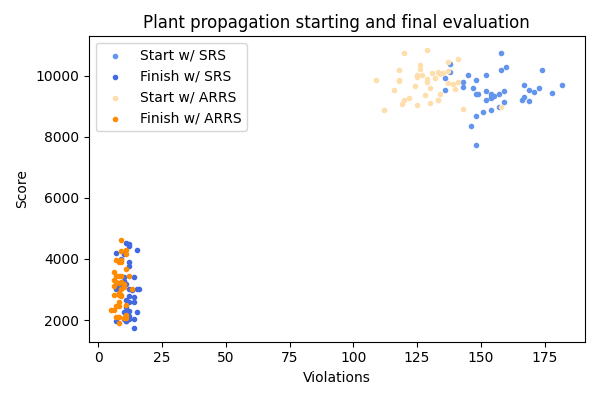 Plant propagation starting and final evaluation
Start w/ SRS
Finish w/ SRS
Start w/ ARRS
Finish w/ ARRS
Score
10000
8000
6000
4000
2000
0 25 50 75 100 125 150 175
Violations